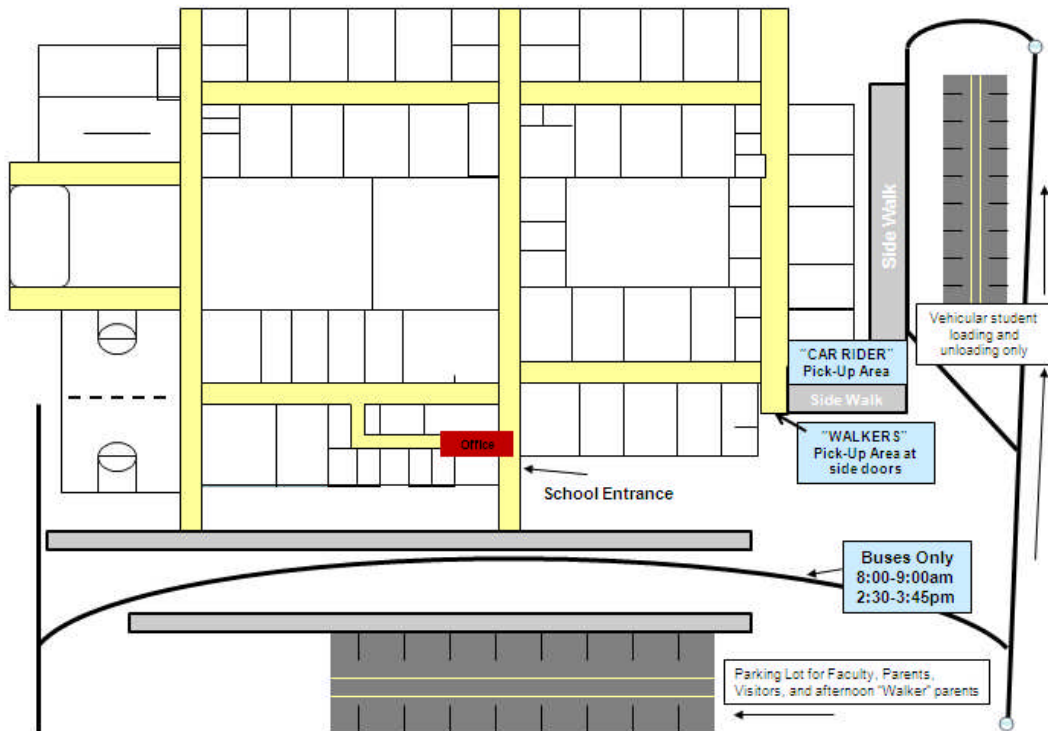 Side Walk
Vehicular student
loading and
unloading only
"CAR RIDER"
Pick-Up Area
Side Walk
"WALKERS"
Pick-Up Area at
side doors
Office
School Entrance
Buses Only
8:00-9:00am
2:30-3:45pm
Parking Lot for Faculty, Parents,
Visitors, and afternoon "Walker" parents